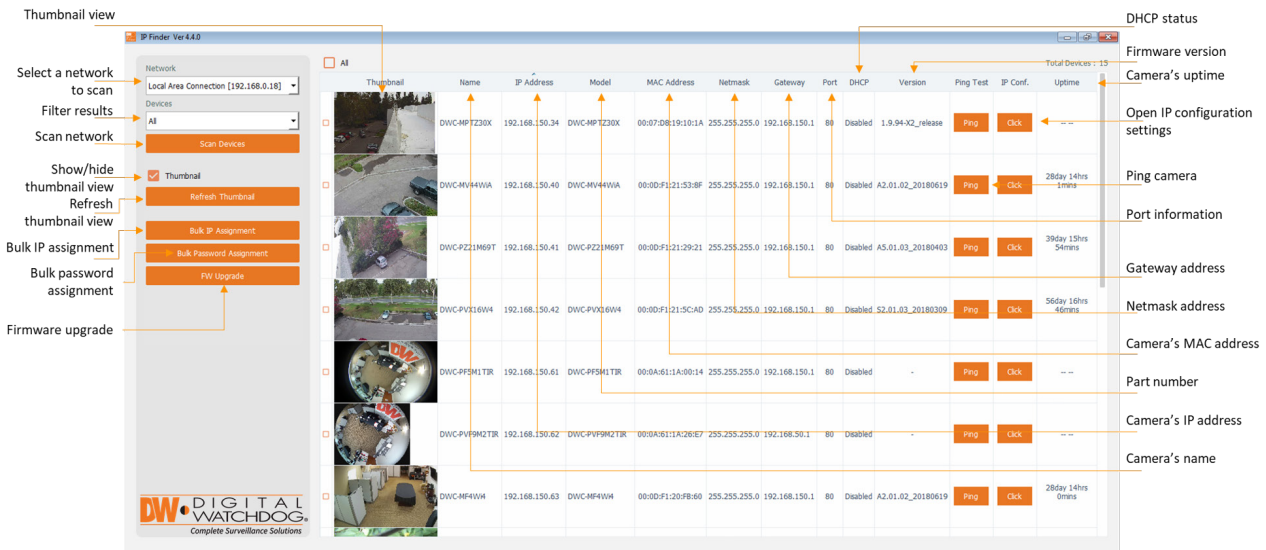 Thumbnail view
DHCP status
IP Finder Ver 4.4.0
Firmware version
Network
All
Total Devices : 13
Select a network
to scan
Local Area Connection [192.168.0.18]
Thumbnail Name IP Address Model MAC Address Netmask Gateway Port DHCP Version Ping Test IP Conf. Uptime
Camera's uptime
Devices
Filter results
All
Open IP configuration
settings
Scan network
Scan Devices
DWC-MPTZ30X 192.168.150.34 DWC-MPTZ30X 00:07:D8:19:10:1A 255.255.255.0 192.168.150.1 80 Disabled 1.9.94-X2_release Ping Click -- --
Show/hide
thumbnail view
Thumbnail
Ping camera
Refresh
thumbnail view
Refresh Thumbnail
DWC-MV44WiA 192.168.150.40 DWC-MV44WiA 00:0D:F1:21:53:8F 255.255.255.0 192.168.150.1 80 Disabled A2.01.02_20180619 Ping Click 28day 14hrs
1mins
Port information
Bulk IP assignment
Bulk IP Assignment
DWC-PZ21M69T 192.168.150.41 DWC-PZ21M69T 00:0D:F1:21:29:21 255.255.255.0 192.168.150.1 80 Disabled A5.01.03_20180403 Ping Click 39day 15hrs
54mins
Bulk Password Assignment
Bulk password
assignment
Gateway address
FW Upgrade
Firmware upgrade
DWC-PVX16W4 192.168.150.42 DWC-PVX16W4 00:0D:F1:21:5C:AD 255.255.255.0 192.168.150.1 80 Disabled S2.01.03_20180309 Ping Click 56day 16hrs
46mins
Netmask address
Camera's MAC address
DWC-PF5M1TIR 192.168.150.61 DWC-PF5M1TIR 00:0A:61:1A:00:14 255.255.255.0 192.168.150.1 80 Disabled - Ping Click -- --
Part number
Camera's IP address
DWC-PVF9M2TIR 192.168.150.62 DWC-PVF9M2TIR 00:0A:61:1A:26:E7 255.255.255.0 192.168.50.1 80 Disabled - Ping Click -- --
Camera's name
DWC-MF4Wi4 192.168.150.63 DWC-MF4Wi4 00:0D:F1:20:FB:60 255.255.255.0 192.168.150.1 80 Disabled A2.01.02_20180619 Ping Click 28day 14hrs
0mins
DW DIGITAL
WATCHDOG®
Complete Surveillance Solutions